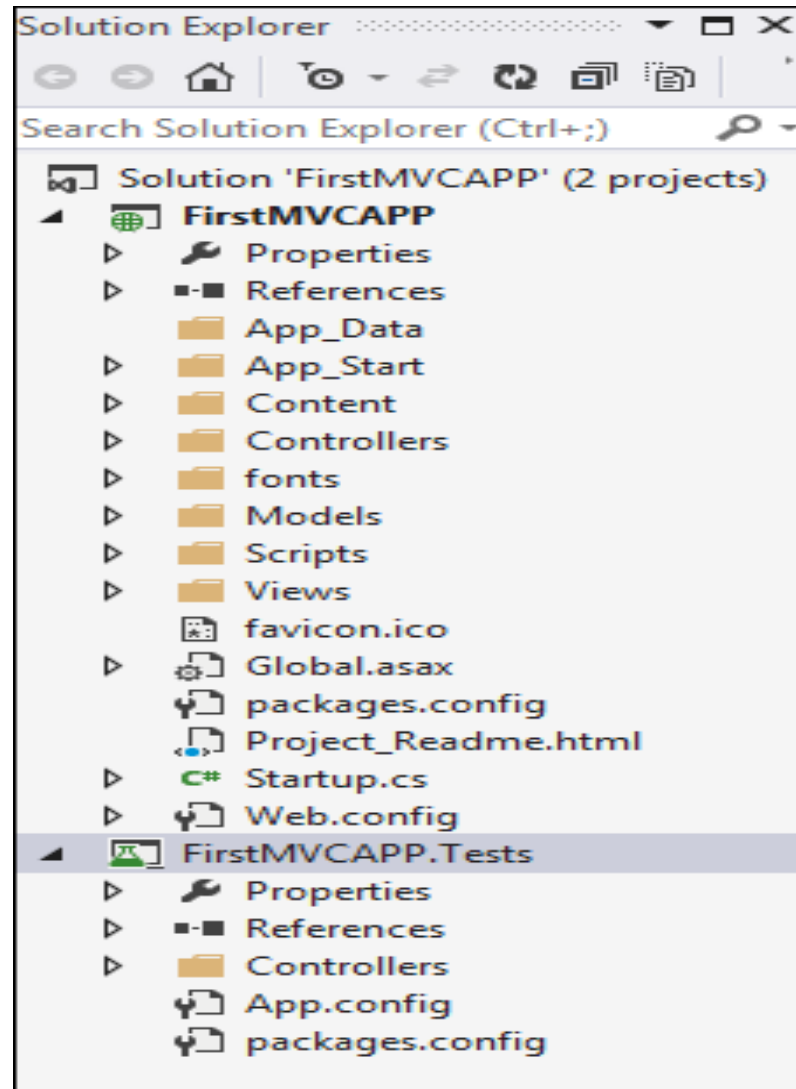 Solution Explorer
Search Solution Explorer (Ctrl+;)
Solution 'FirstMVCAPP' (2 projects)
FirstMVCAPP
Properties
References
App_Data
App_Start
Content
Controllers
fonts
Models
Scripts
Views
favicon.ico
Global.asax
packages.config
Project_Readme.html
C# Startup.cs
Web.config
FirstMVCAPP.Tests
Properties
References
Controllers
App.config
packages.config